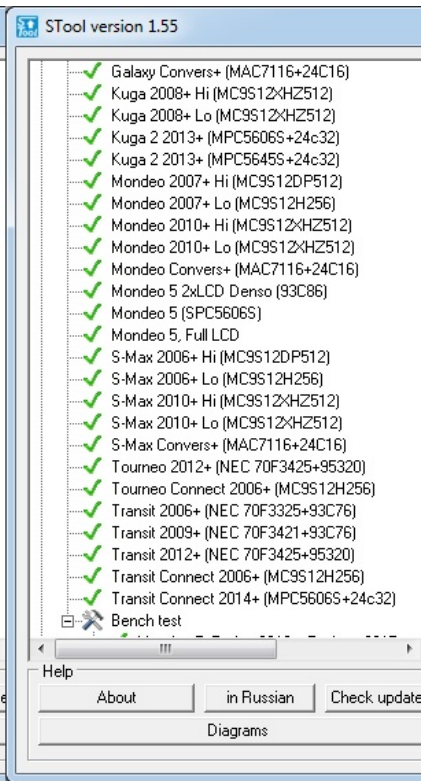 STool version 1.55
Galaxy Convers+ (MAC7116+24C16)
Kuga 2008+ Hi (MC9S12XHZ512)
Kuga 2008+ Lo (MC9S12XHZ512)
Kuga 2 2013+ (MPC5606S+24c32)
Kuga 2 2013+ (MPC5645S+24c32)
Mondeo 2007+ Hi (MC9S12DP512)
Mondeo 2007+ Lo (MC9S12H256)
Mondeo 2010+ Hi (MC9S12XHZ512)
Mondeo 2010+ Lo (MC9S12XHZ512)
Mondeo Convers+ (MAC7116+24C16)
Mondeo 5 2xLCD Denso (93C86)
Mondeo 5 (SPC5606S)
Mondeo 5, Full LCD
S-Max 2006+ Hi (MC9S12DP512)
S-Max 2006+ Lo (MC9S12H256)
S-Max 2010+ Hi (MC9S12XHZ512)
S-Max 2010+ Lo (MC9S12XHZ512)
S-Max Convers+ (MAC7116+24C16)
Tourneo 2012+ (NEC 70F3425+95320)
Tourneo Connect 2006+ (MC9S12H256)
Transit 2006+ (NEC 70F3325+93C76)
Transit 2009+ (NEC 70F3421+93C76)
Transit 2012+ (NEC 70F3425+95320)
Transit Connect 2006+ (MC9S12H256)
Transit Connect 2014+ (MPC5606S+24c32)
Bench test
Help
About in Russian Check update
Diagrams